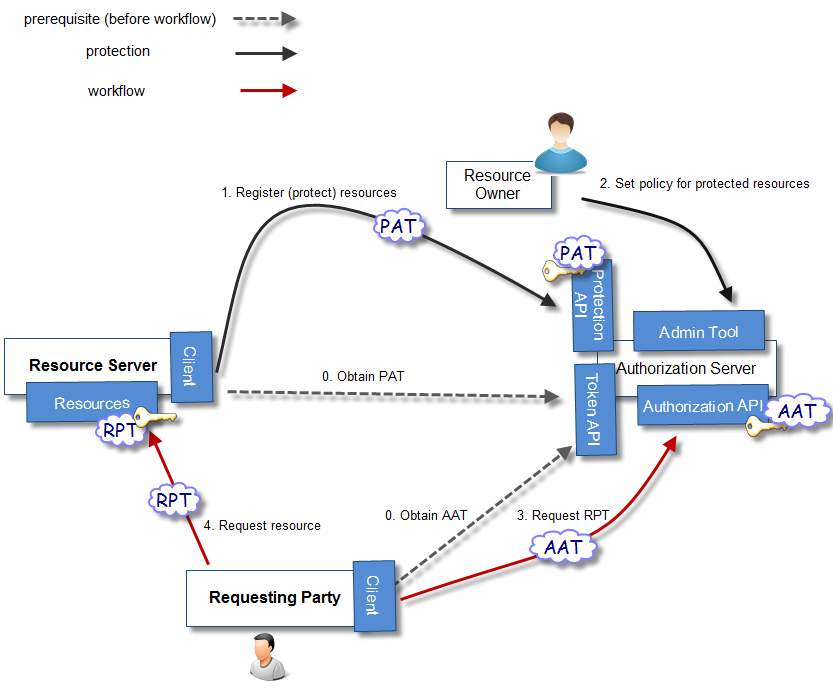 prerequisite (before workflow)
protection
workflow
Resource
Owner
2. Set policy for protected resources
1. Register (protect) resources
PAT
PAT
Protection
API
Admin Tool
Resource Server
Client
Resources
RPT
0. Obtain PAT
Authorization Server
Token API
Authorization API
AAT
RPT
4. Request resource
0. Obtain AAT
3. Request RPT
AAT
Requesting Party
Client